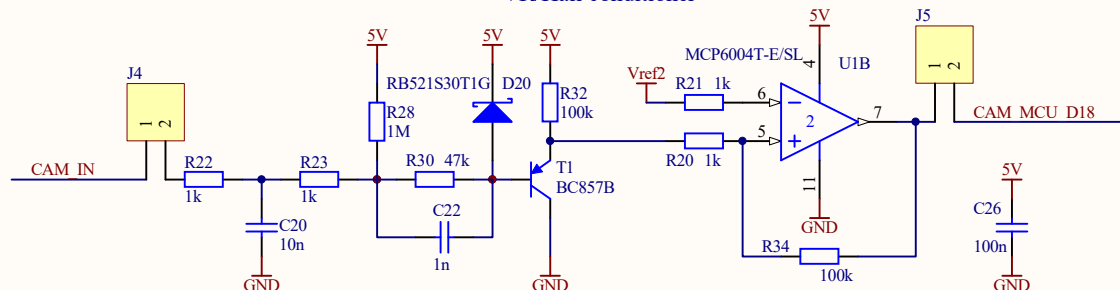 5V
5V
5V
5V
J5
J4
RB521S30T1G D20
MCP6004T-E/SL
U1B
4
1 2
Vref2
R21 1k
6
R32
100k
R28
1M
1 2
2
7
CAM_MCU_D18
5
R20 1k
CAM_IN
R22
1k
R23
1k
R30 47k
T1
BC857B
11
5V
C20
10n
C22
1n
GND
C26
100n
R34
100k
GND
GND
GND